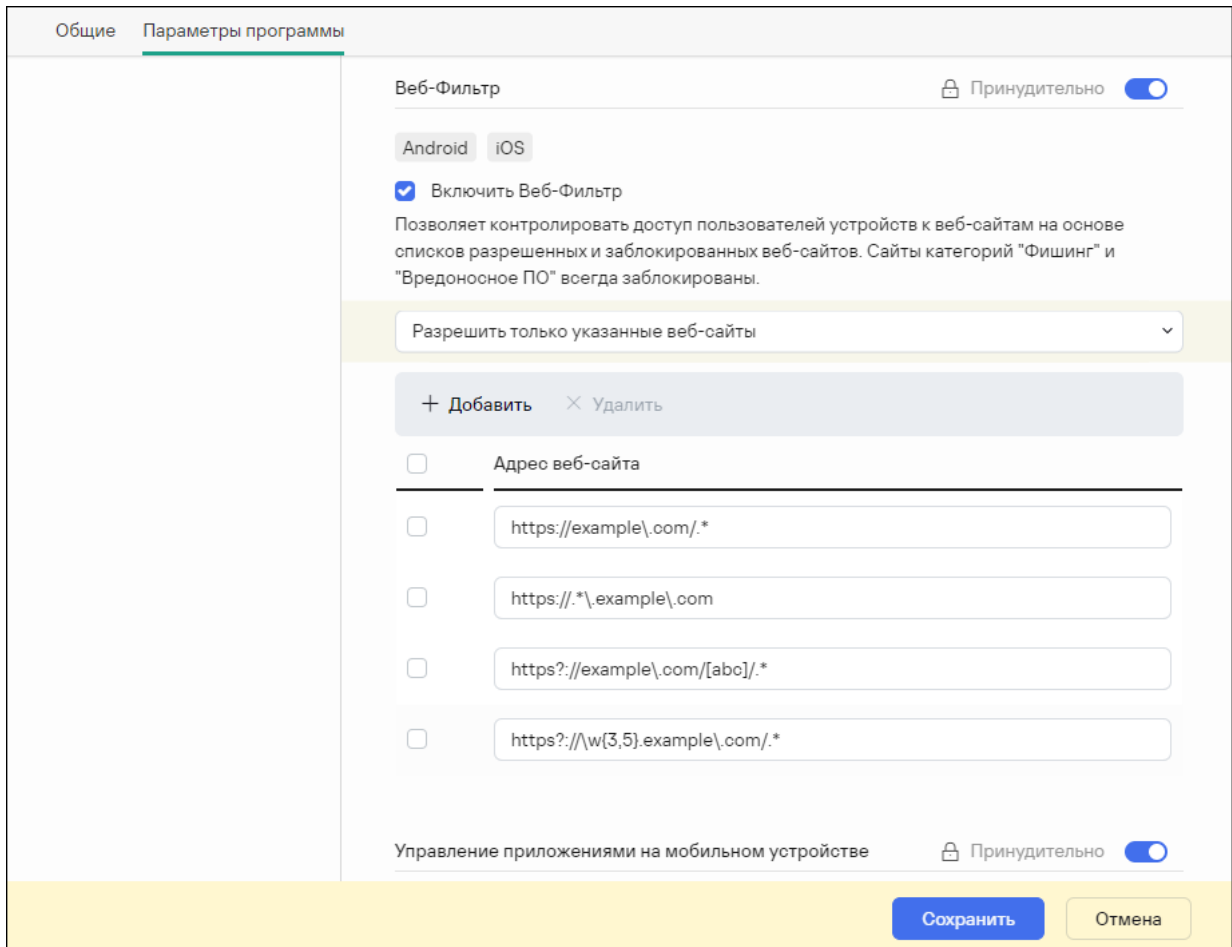 Общие Параметры программы
Веб-Фильтр Принудительно
Android iOS
Включить Веб-Фильтр
Позволяет контролировать доступ пользователей устройств к веб-сайтам на основе
списков разрешенных и заблокированных веб-сайтов. Сайты категорий "Фишинг" и
"Вредоносное ПО" всегда заблокированы.
Разрешить только указанные веб-сайты
Добавить Удалить
Адрес веб-сайта
https://example\.com/.*
https://.*\.example\.com
https?://example\.com/[abc]/.*
https?://\w{3,5}.example\.com/.*
Управление приложениями на мобильном устройстве Принудительно
Сохранить Отмена